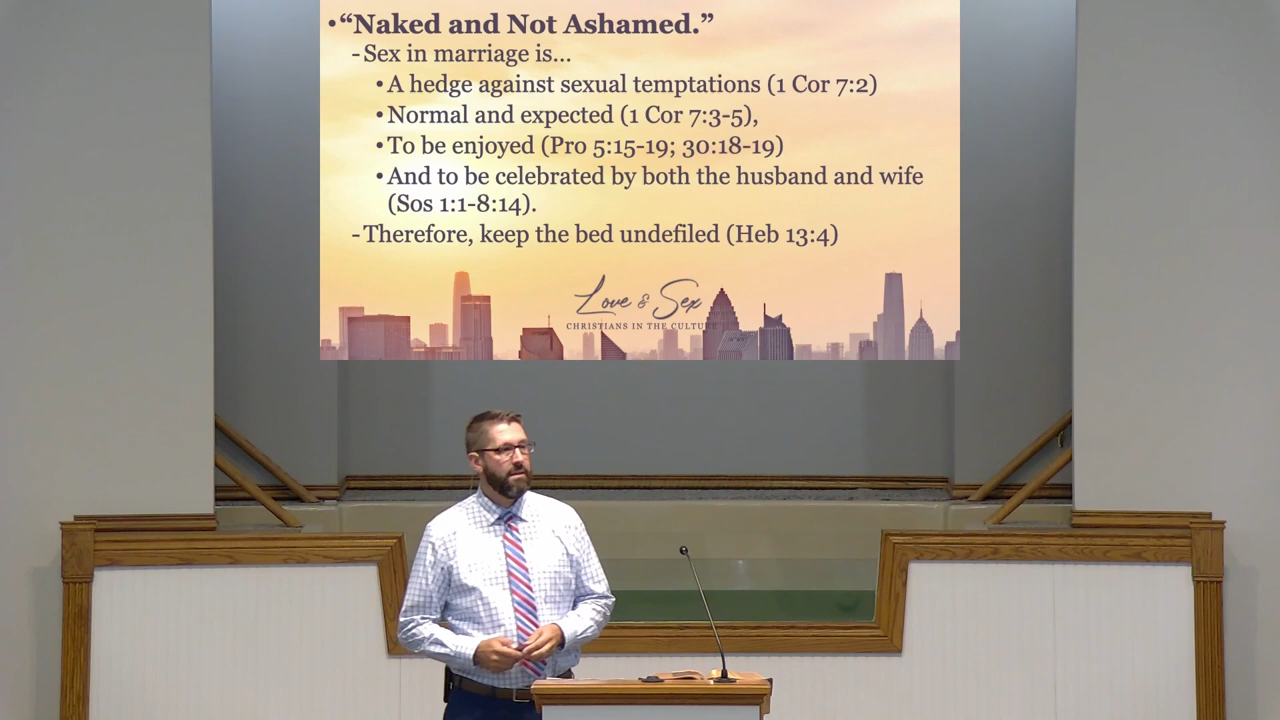 •“Naked and Not Ashamed.”
-Sex in marriage is...
•A hedge against sexual temptations (1 Cor 7:2)
•Normal and expected (1 Cor 7:3-5),
•To be enjoyed (Pro 5:15-19; 30:18-19)
•And to be celebrated by both the husband and wife
(Sos 1:1-8:14).
-Therefore, keep the bed undefiled (Heb 13:4)
Love & Sex
CHRISTIANS IN THE CULTURE